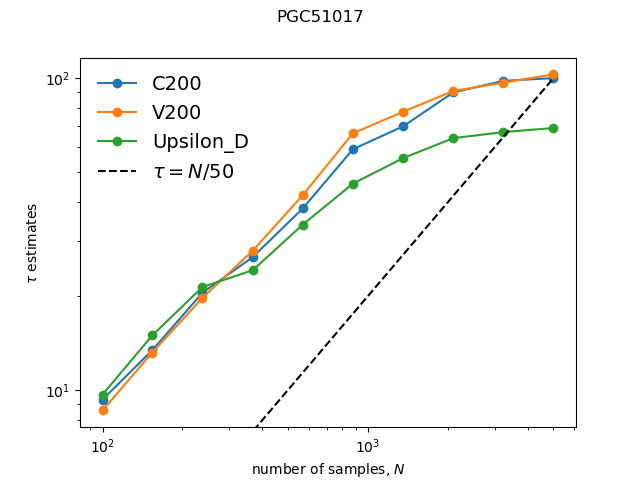 PGC51017
C200
V200
Upsilon_D
τ = N/50
τ estimates
10²
10¹
10²
10³
number of samples, N